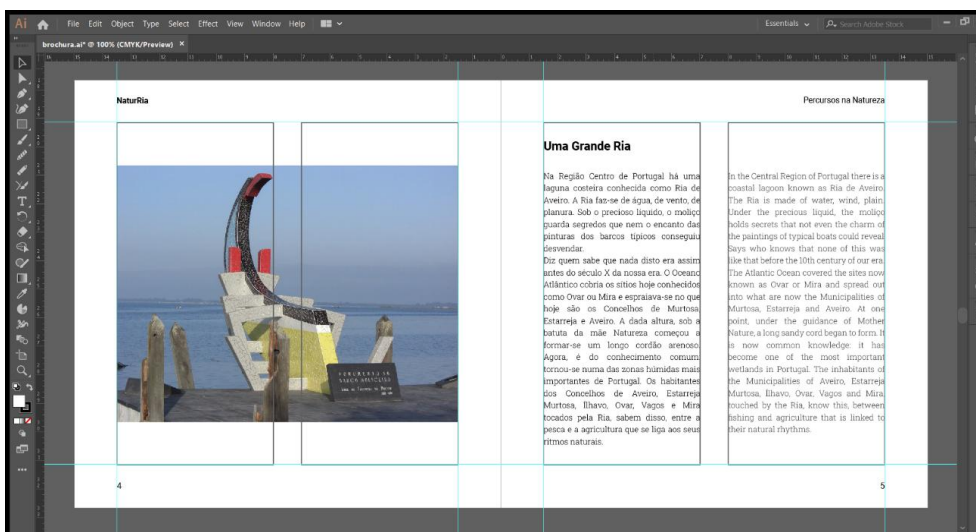 Ai File Edit Object Type Select Effect View Window Help Essentials Search Adobe Stock
brochura.ai* @ 100% (CMYK/Preview) ×
NaturRia
Percursos na Natureza
Uma Grande Ria
Na Região Centro de Portugal há uma
laguna costeira conhecida como Ria de
Aveiro. A Ria faz-se de água, de vento, de
planura. Sob o precioso líquido, o moliço
guarda segredos que nem o encanto das
pinturas dos barcos típicos conseguiu
desvendar.
Diz quem sabe que nada disto era assim
antes do século X da nossa era. O Oceano
Atlântico cobria os sítios hoje conhecidos
como Ovar ou Mira e espraiava-se no que
hoje são os Concelhos de Murtosa,
Estarreja e Aveiro. A dada altura, sob a
batuta da mãe Natureza começou a
formar-se um longo cordão arenoso.
Agora, é do conhecimento comum:
tornou-se numa das zonas húmidas mais
importantes de Portugal. Os habitantes
dos Concelhos de Aveiro, Estarreja
Murtosa, Ílhavo, Ovar, Vagos e Mira
tocados pela Ria, sabem disso, entre a
pesca e a agricultura que se liga aos seus
ritmos naturais.
In the Central Region of Portugal there is a
coastal lagoon known as Ria de Aveiro.
The Ria is made of water, wind, plain.
Under the precious liquid, the moliço
holds secrets that not even the charm of
the paintings of typical boats could reveal
Says who knows that none of this was
like that before the 10th century of our era.
The Atlantic Ocean covered the sites now
known as Ovar or Mira and spread out
into what are now the Municipalities of
Murtosa, Estarreja and Aveiro. At one
point, under the guidance of Mother
Nature, a long sandy cord began to form. It
is now common knowledge: it has
become one of the most important
wetlands in Portugal. The inhabitants of
the Municipalities of Aveiro, Estarreja
Murtosa, Ílhavo, Ovar, Vagos and Mira,
touched by the Ria, know this, between
fishing and agriculture that is linked to
their natural rhythms.
4
5